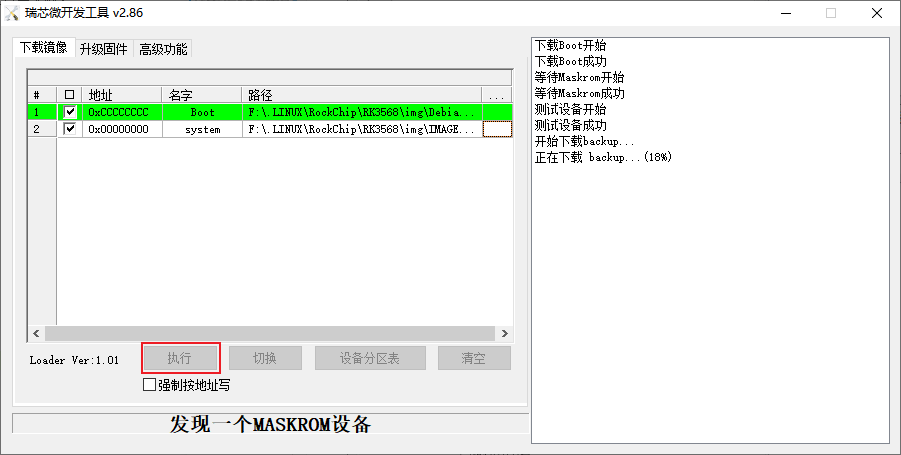 瑞芯微开发工具 v2.86
下载镜像 升级固件 高级功能
# 地址 名字 路径 ...
1 0xCCCCCCCC Boot F:\.LINUX\RockChip\RK3568\img\Debia...
2 0x00000000 system F:\.LINUX\RockChip\RK3568\img\IMAGE...
Loader Ver:1.01 执行 切换 设备分区表 清空
强制按地址写
发现一个MASKROM设备
下载Boot开始
下载Boot成功
等待Maskrom开始
等待Maskrom成功
测试设备开始
测试设备成功
开始下载backup...
正在下载 backup...(18%)